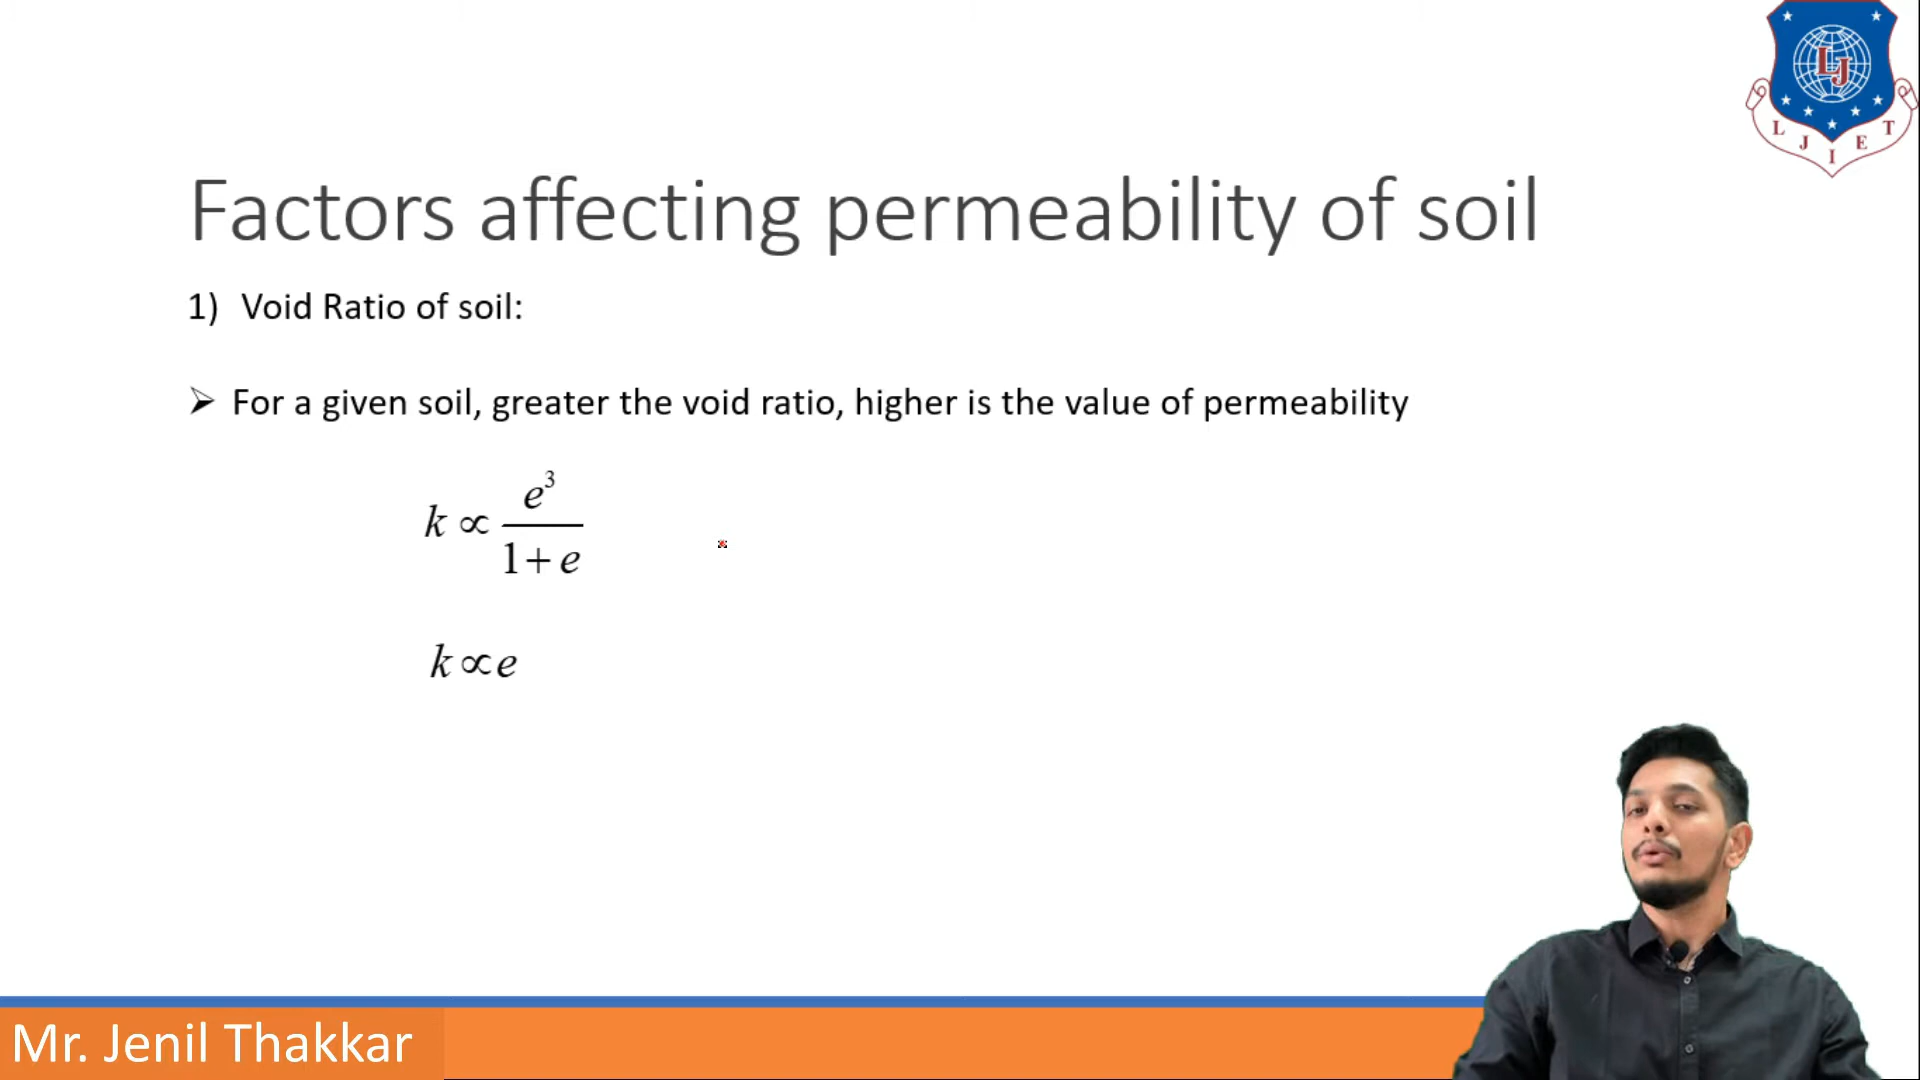 LJ
L J I E T
Factors affecting permeability of soil
1) Void Ratio of soil:
➢ For a given soil, greater the void ratio, higher is the value of permeability
k ∝ e³ / 1 + e
k ∝ e
Mr. Jenil Thakkar